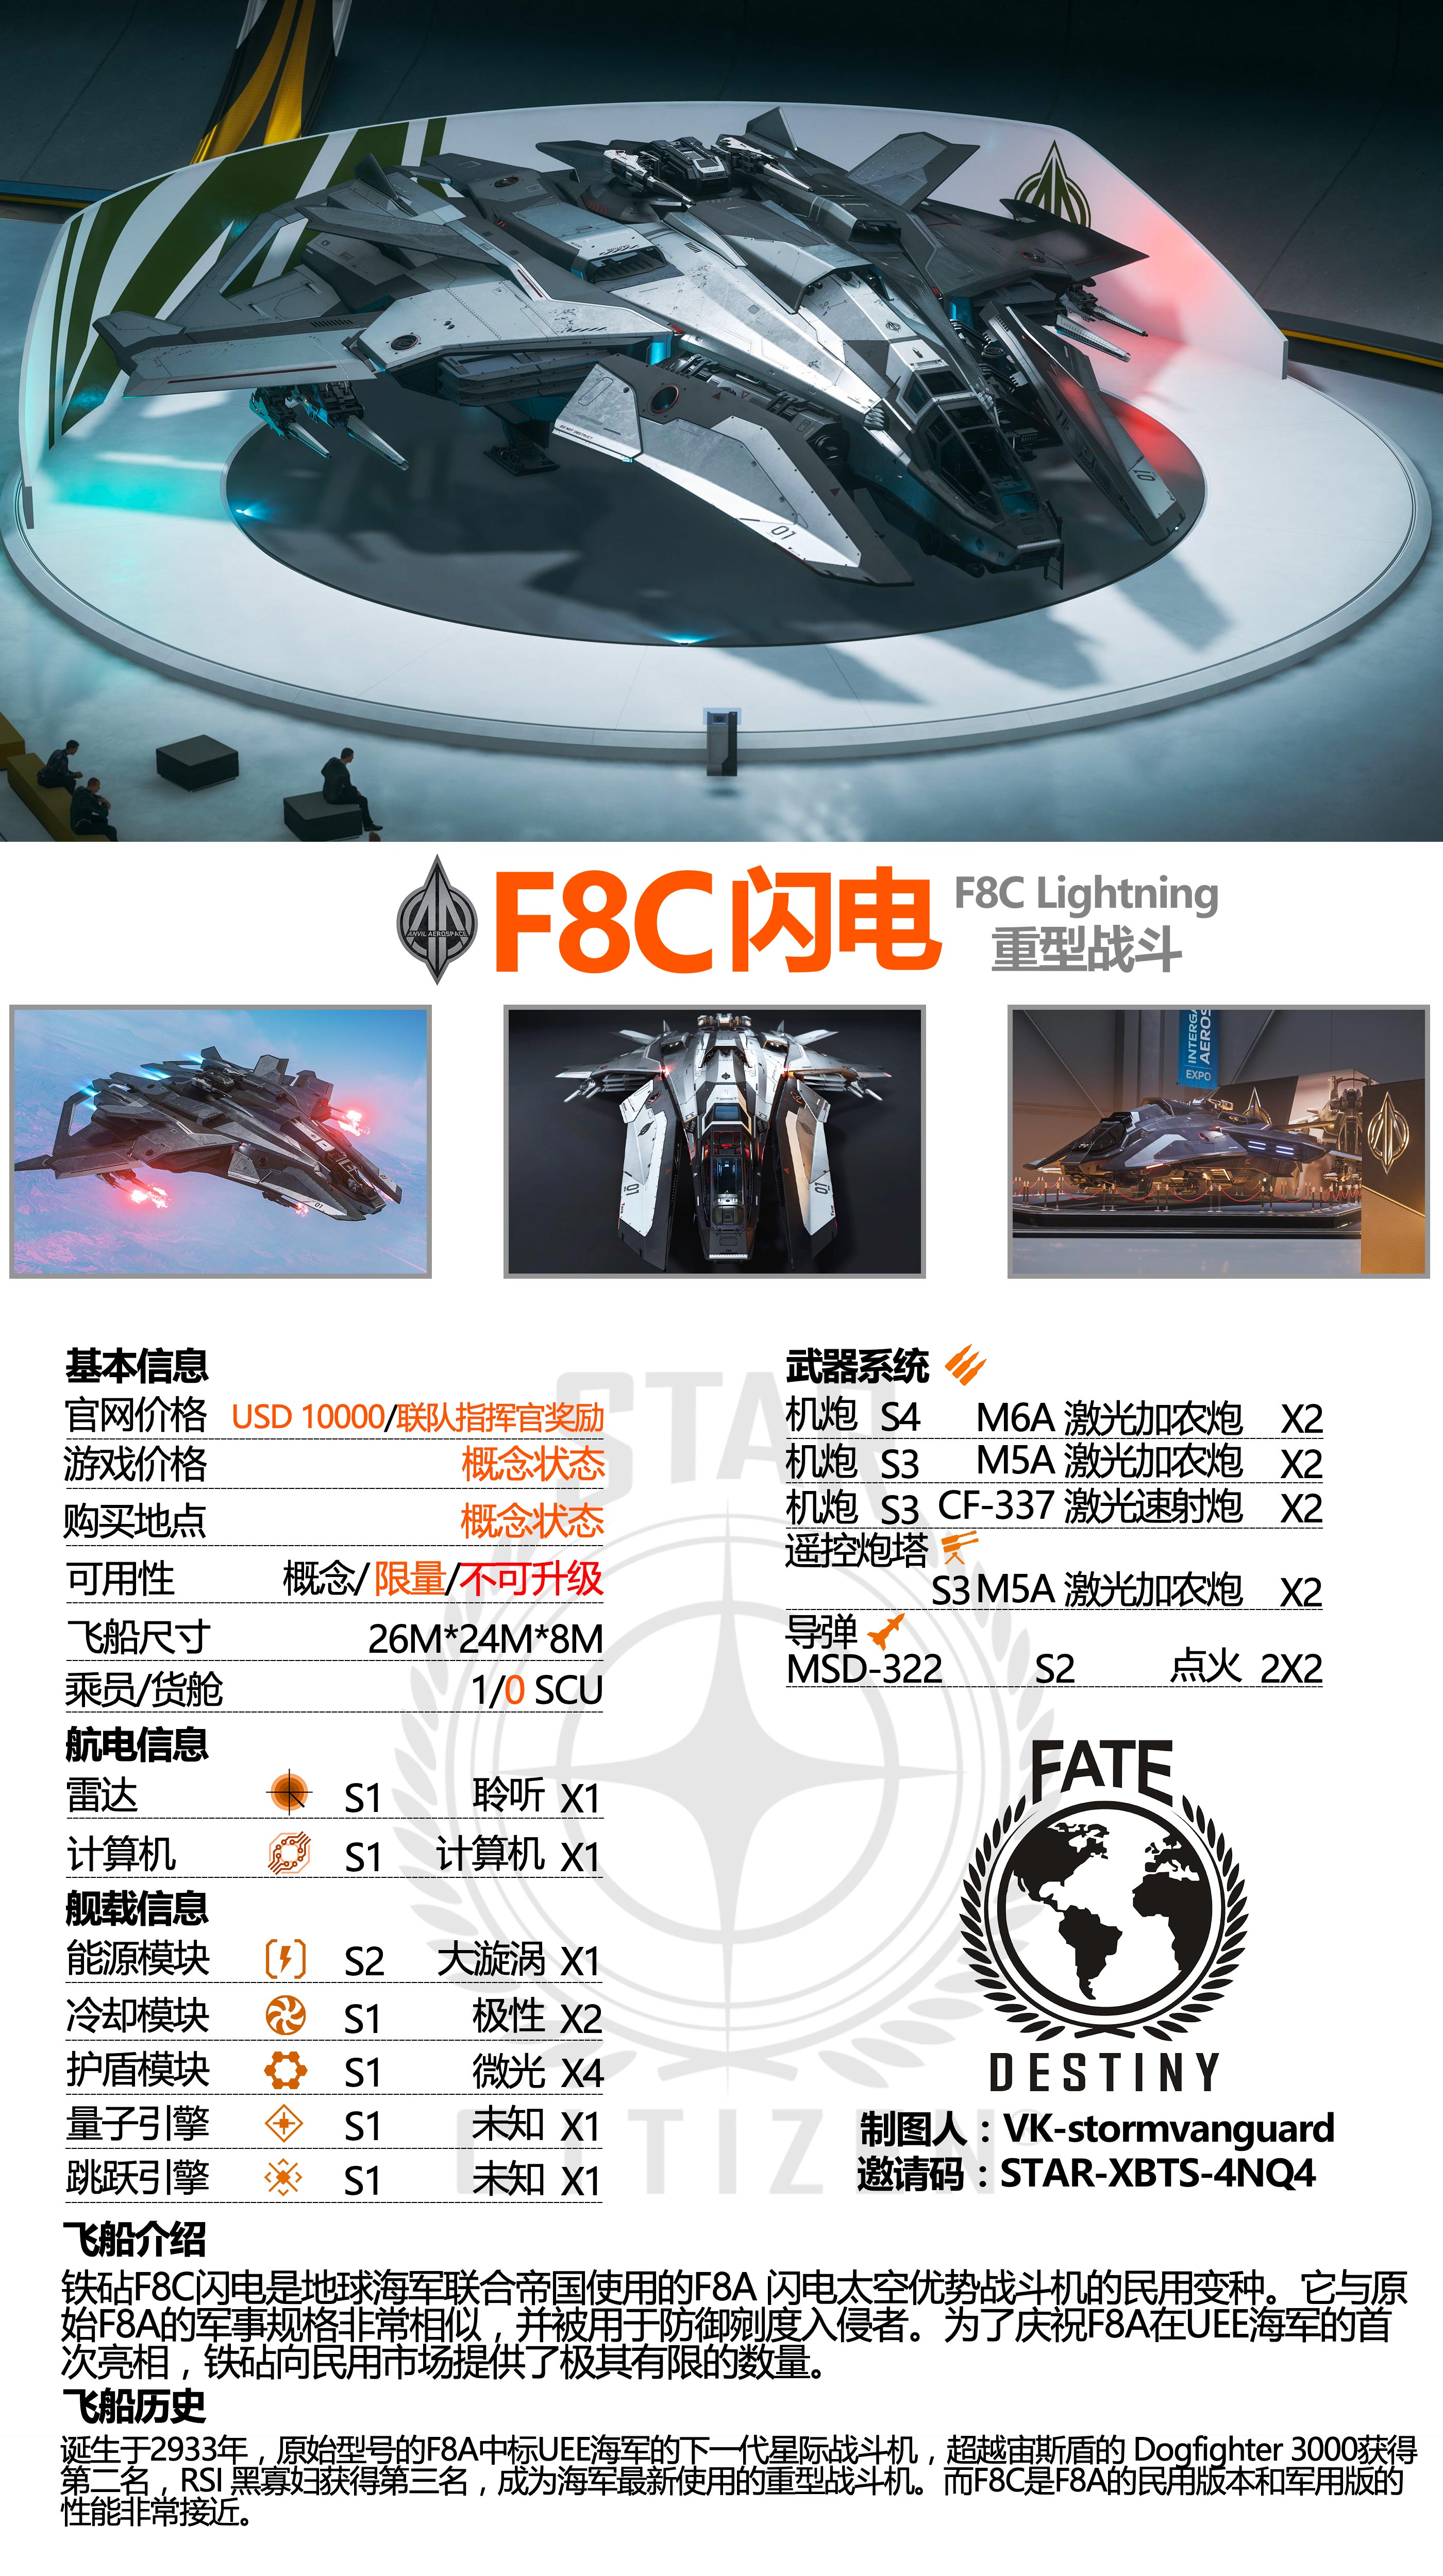 F8C闪电
F8C Lightning
重型战斗
ANVIL AEROSPACE
01
01
INTERGA
AEROS
EXPO
STAR
CITIZEN
基本信息
官网价格 USD 10000/联队指挥官奖励
游戏价格 概念状态
购买地点 概念状态
可用性 概念/限量/不可升级
飞船尺寸 26M*24M*8M
乘员/货舱 1/0 SCU
航电信息
雷达 S1 聆听 X1
计算机 S1 计算机 X1
舰载信息
能源模块 S2 大漩涡 X1
冷却模块 S1 极性 X2
护盾模块 S1 微光 X4
量子引擎 S1 未知 X1
跳跃引擎 S1 未知 X1
武器系统
机炮 S4 M6A 激光加农炮 X2
机炮 S3 M5A 激光加农炮 X2
机炮 S3 CF-337 激光速射炮 X2
遥控炮塔
S3 M5A 激光加农炮 X2
导弹
MSD-322 S2 点火 2X2
FATE
DESTINY
制图人：VK-stormvanguard
邀请码：STAR-XBTS-4NQ4
飞船介绍
铁砧F8C闪电是地球海军联合帝国使用的F8A 闪电太空优势战斗机的民用变种。它与原
始F8A的军事规格非常相似，并被用于防御剜度入侵者。为了庆祝F8A在UEE海军的首
次亮相，铁砧向民用市场提供了极其有限的数量。
飞船历史
诞生于2933年，原始型号的F8A中标UEE海军的下一代星际战斗机，超越宙斯盾的 Dogfighter 3000获得
第二名，RSI 黑寡妇获得第三名，成为海军最新使用的重型战斗机。而F8C是F8A的民用版本和军用版的
性能非常接近。